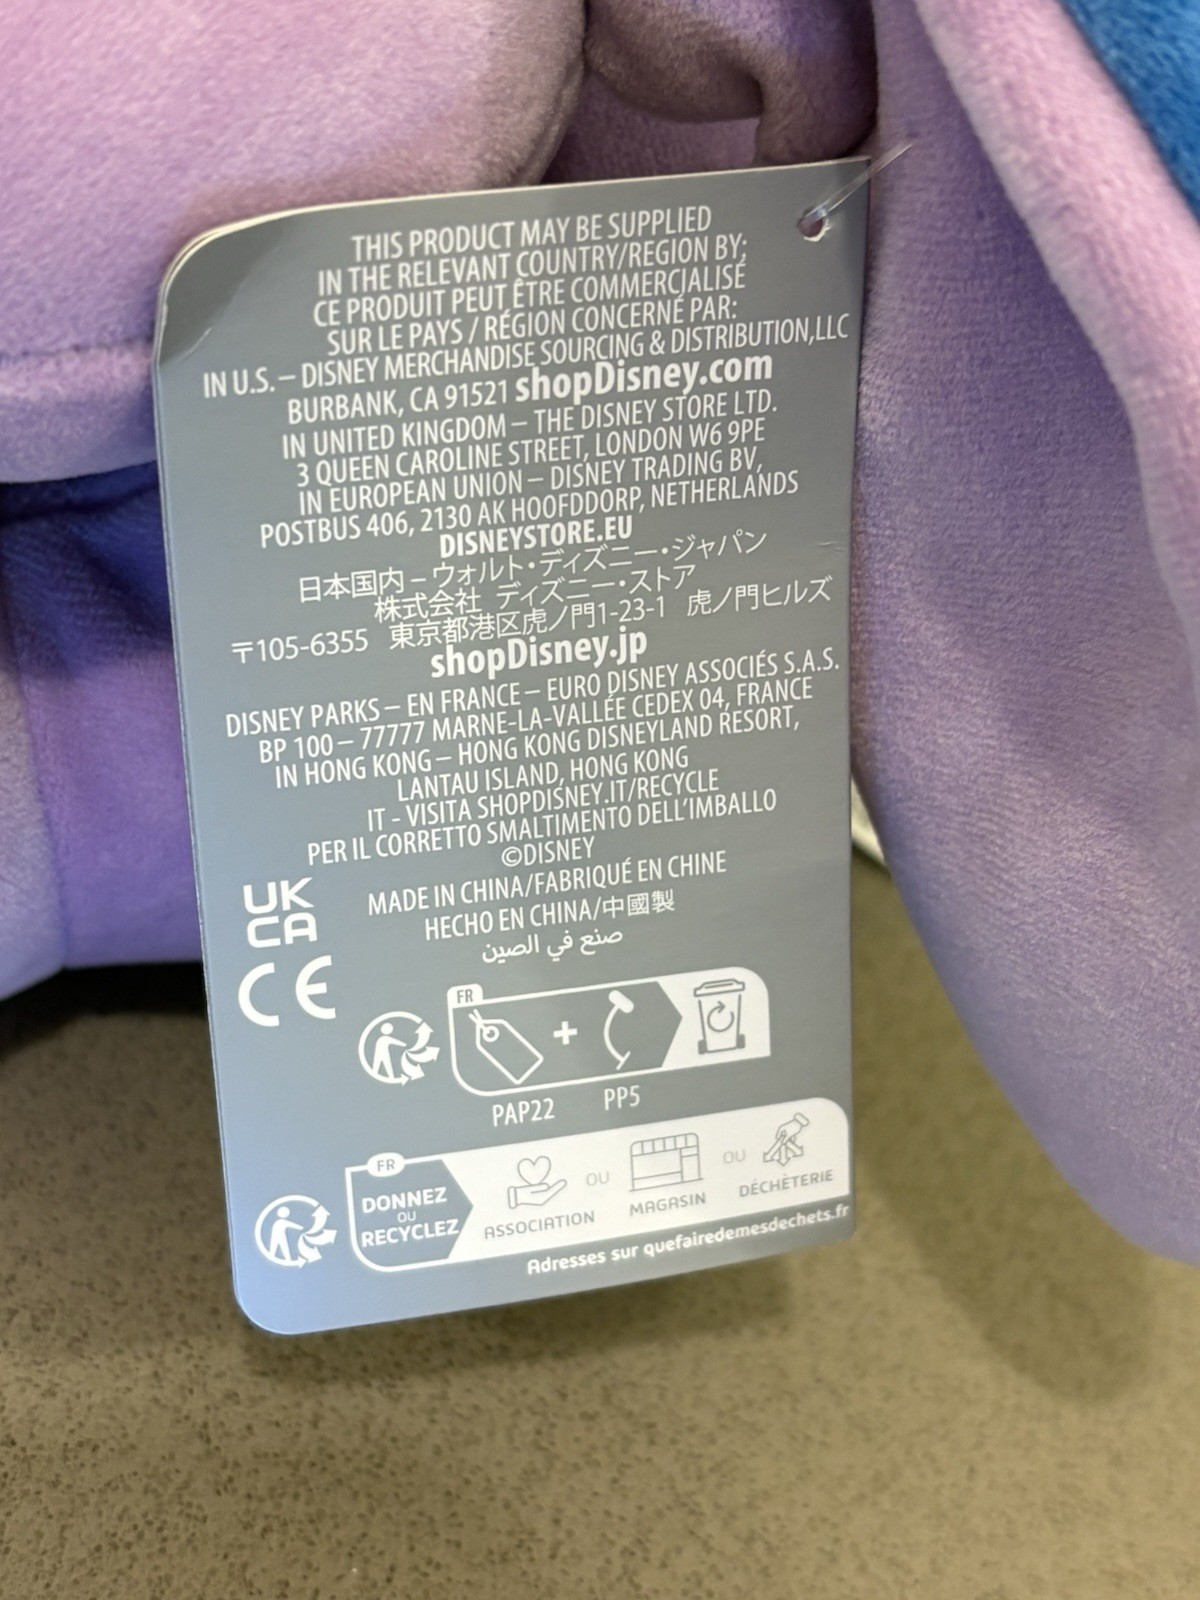 THIS PRODUCT MAY BE SUPPLIED
IN THE RELEVANT COUNTRY/REGION BY:
CE PRODUIT PEUT ÊTRE COMMERCIALISÉ
SUR LE PAYS / RÉGION CONCERNÉ PAR:
IN U.S. – DISNEY MERCHANDISE SOURCING & DISTRIBUTION,LLC
BURBANK, CA 91521 shopDisney.com
IN UNITED KINGDOM – THE DISNEY STORE LTD.
3 QUEEN CAROLINE STREET, LONDON W6 9PE
IN EUROPEAN UNION – DISNEY TRADING BV,
POSTBUS 406, 2130 AK HOOFDDORP, NETHERLANDS
DISNEYSTORE.EU
日本国内 – ウォルト・ディズニー・ジャパン
株式会社 ディズニー・ストア
〒105-6355 東京都港区虎ノ門1-23-1 虎ノ門ヒルズ
shopDisney.jp
DISNEY PARKS – EN FRANCE – EURO DISNEY ASSOCIÉS S.A.S.
BP 100 – 77777 MARNE-LA-VALLÉE CEDEX 04, FRANCE
IN HONG KONG – HONG KONG DISNEYLAND RESORT,
LANTAU ISLAND, HONG KONG
IT - VISITA SHOPDISNEY.IT/RECYCLE
PER IL CORRETTO SMALTIMENTO DELL'IMBALLO
©DISNEY
MADE IN CHINA/FABRIQUÉ EN CHINE
HECHO EN CHINA/中國製
صنع في الصين
UK
CA
CE
FR
+
PAP22 PP5
FR
DONNEZ
OU
RECYCLEZ
ASSOCIATION OU MAGASIN OU DÉCHÈTERIE
Adresses sur quefairedemesdechets.fr